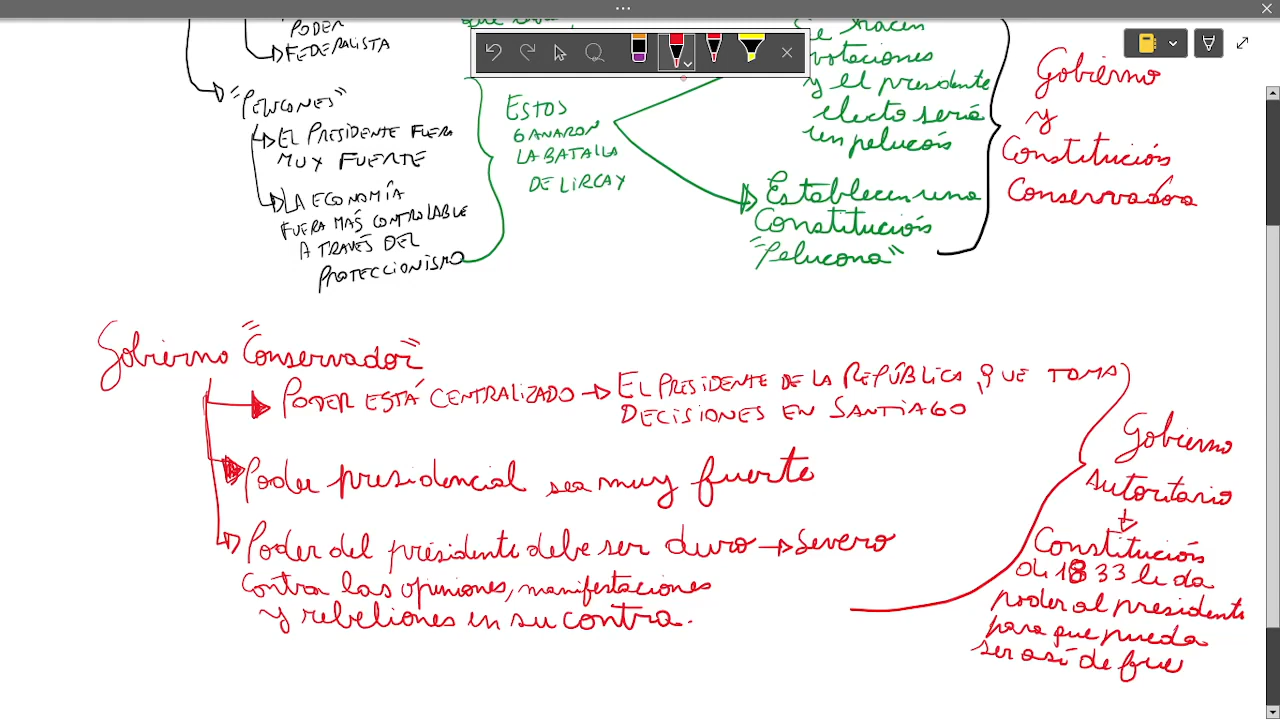 PODER
FEDERALISTA
"PELUCONES"
EL PRESIDENTE FUERA
MUY FUERTE
LA ECONOMÍA
FUERA MÁS CONTROLABLE
A TRAVÉS DEL
PROTECCIONISMO
ESTOS
GANARON
LA BATALLA
DE LIRCAY
Se hacen
votaciones
y el presidente
electo sería
un pelucón
Establecen una
Constitución
"Pelucona"
Gobierno
y
Constitución
Conservadora
Gobierno "Conservador"
PODER ESTÁ CENTRALIZADO → EL PRESIDENTE DE LA REPÚBLICA, QUE TOMA
DECISIONES EN SANTIAGO
Poder presidencial sea muy fuerte
Poder del presidente debe ser duro → Severo
Contra las opiniones, manifestaciones
y rebeliones en su contra.
Gobierno
Autoritario
Constitución
de 1833 le da
poder al presidente
para que pueda
ser así de fue